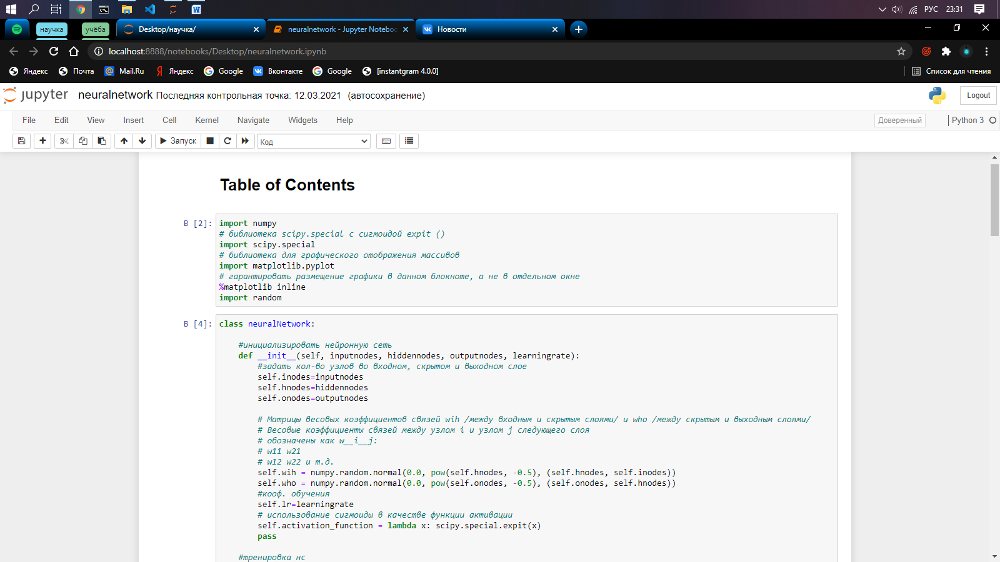 РУС 23:31
научка учёба Desktop/научка/ neuralnetwork - Jupyter Notebo Новости
localhost:8888/notebooks/Desktop/neuralnetwork.ipynb
Яндекс Почта Mail.Ru Яндекс Google Вконтакте Google [instantgram 4.0.0] Список для чтения
jupyter neuralnetwork Последняя контрольная точка: 12.03.2021 (автосохранение) Logout
File Edit View Insert Cell Kernel Navigate Widgets Help Доверенный Python 3
Запуск Код
Table of Contents
В [2]: import numpy
# библиотека scipy.special с сигмоидой expit ()
import scipy.special
# библиотека для графического отображения массивов
import matplotlib.pyplot
# гарантировать размещение графики в данном блокноте, а не в отдельном окне
%matplotlib inline
import random
В [4]: class neuralNetwork:
#инициализировать нейронную сеть
def __init__(self, inputnodes, hiddennodes, outputnodes, learningrate):
#задать кол-во узлов во входном, скрытом и выходном слое
self.inodes=inputnodes
self.hnodes=hiddennodes
self.onodes=outputnodes
# Матрицы весовых коэффициентов связей wih /между входным и скрытым слоями/ и who /между скрытым и выходным слоями/
# Весовые коэффициенты связей между узлом i и узлом j следующего слоя
# обозначены как w__i__j:
# w11 w21
# w12 w22 и т.д.
self.wih = numpy.random.normal(0.0, pow(self.hnodes, -0.5), (self.hnodes, self.inodes))
self.who = numpy.random.normal(0.0, pow(self.onodes, -0.5), (self.onodes, self.hnodes))
#кооф. обучения
self.lr=learningrate
# использование сигмоиды в качестве функции активации
self.activation_function = lambda x: scipy.special.expit(x)
pass
#тренировка нс